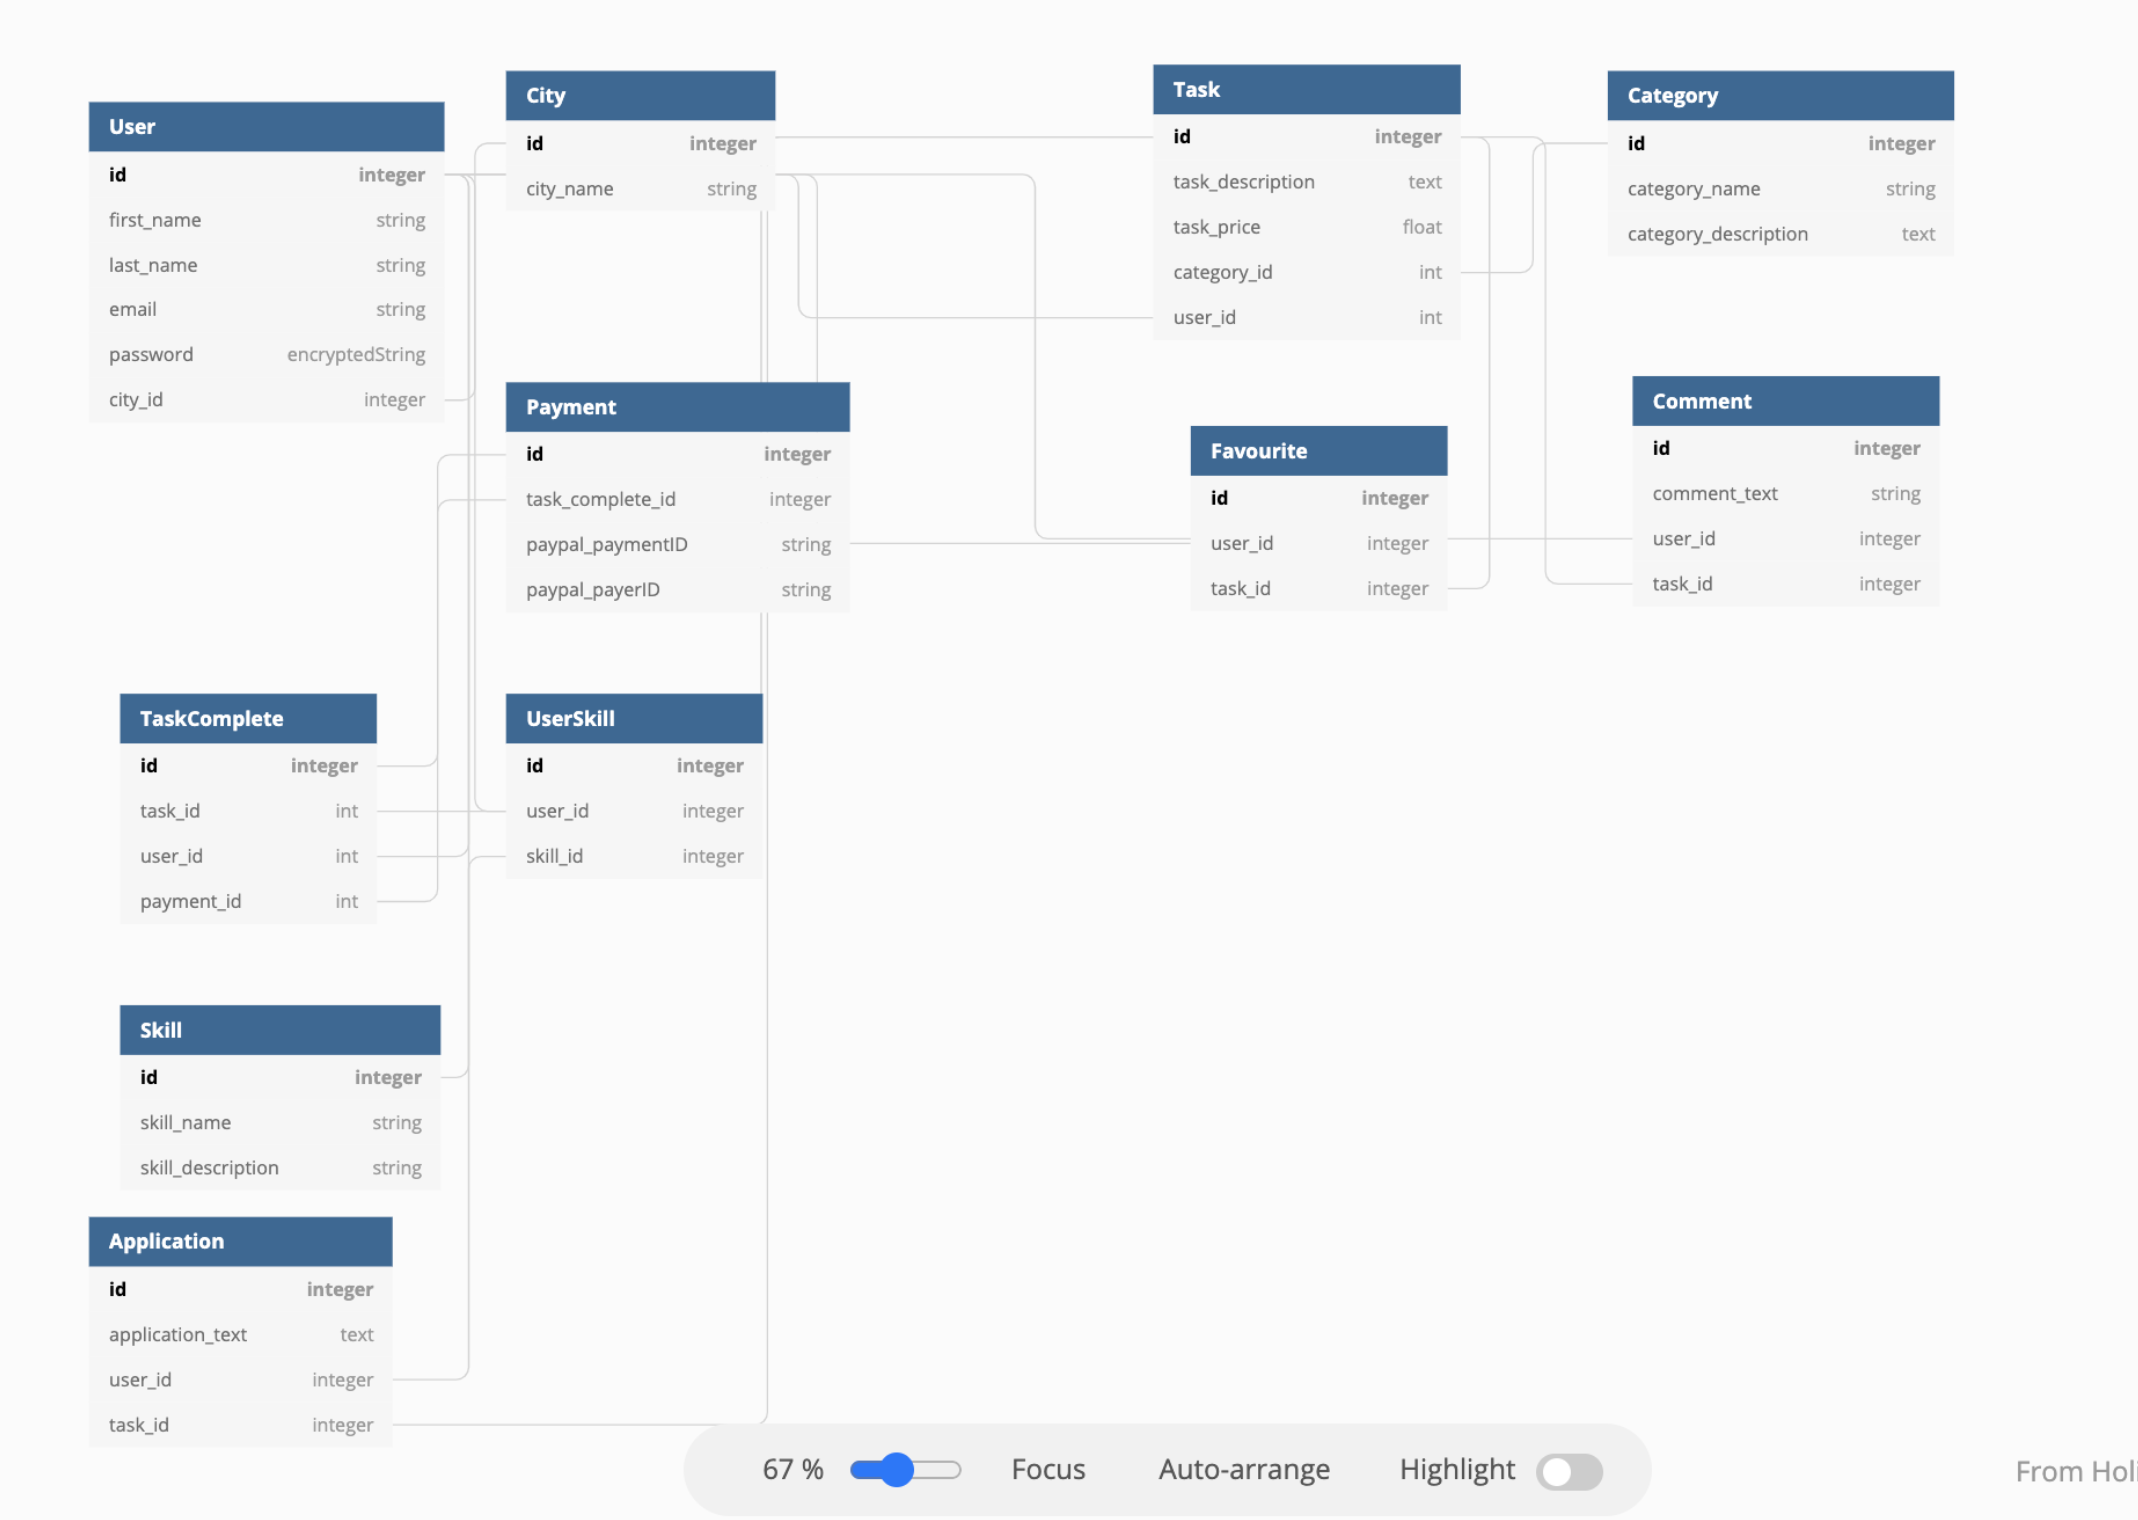 User
id integer
first_name string
last_name string
email string
password encryptedString
city_id integer
City
id integer
city_name string
Task
id integer
task_description text
task_price float
category_id int
user_id int
Category
id integer
category_name string
category_description text
Payment
id integer
task_complete_id integer
paypal_paymentID string
paypal_payerID string
Favourite
id integer
user_id integer
task_id integer
Comment
id integer
comment_text string
user_id integer
task_id integer
TaskComplete
id integer
task_id int
user_id int
payment_id int
UserSkill
id integer
user_id integer
skill_id integer
Skill
id integer
skill_name string
skill_description string
Application
id integer
application_text text
user_id integer
task_id integer
67 % Focus Auto-arrange Highlight
From